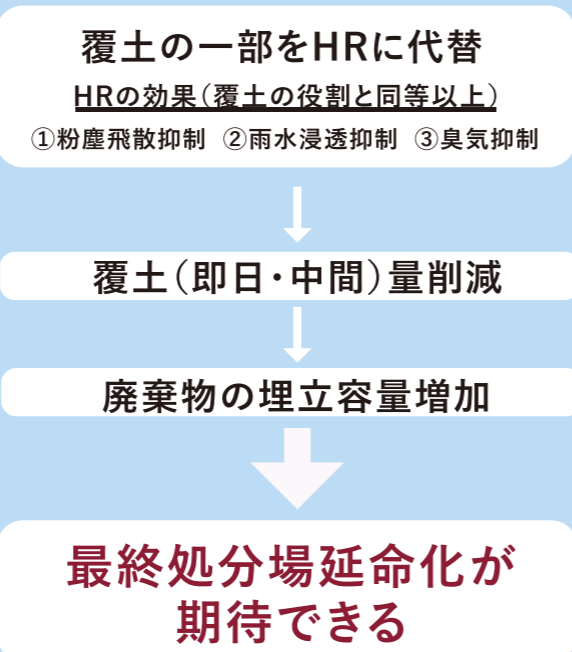 覆土の一部をHRに代替
HRの効果（覆土の役割と同等以上）
①粉塵飛散抑制 ②雨水浸透抑制 ③臭気抑制
覆土（即日・中間）量削減
廃棄物の埋立容量増加
最終処分場延命化が
期待できる